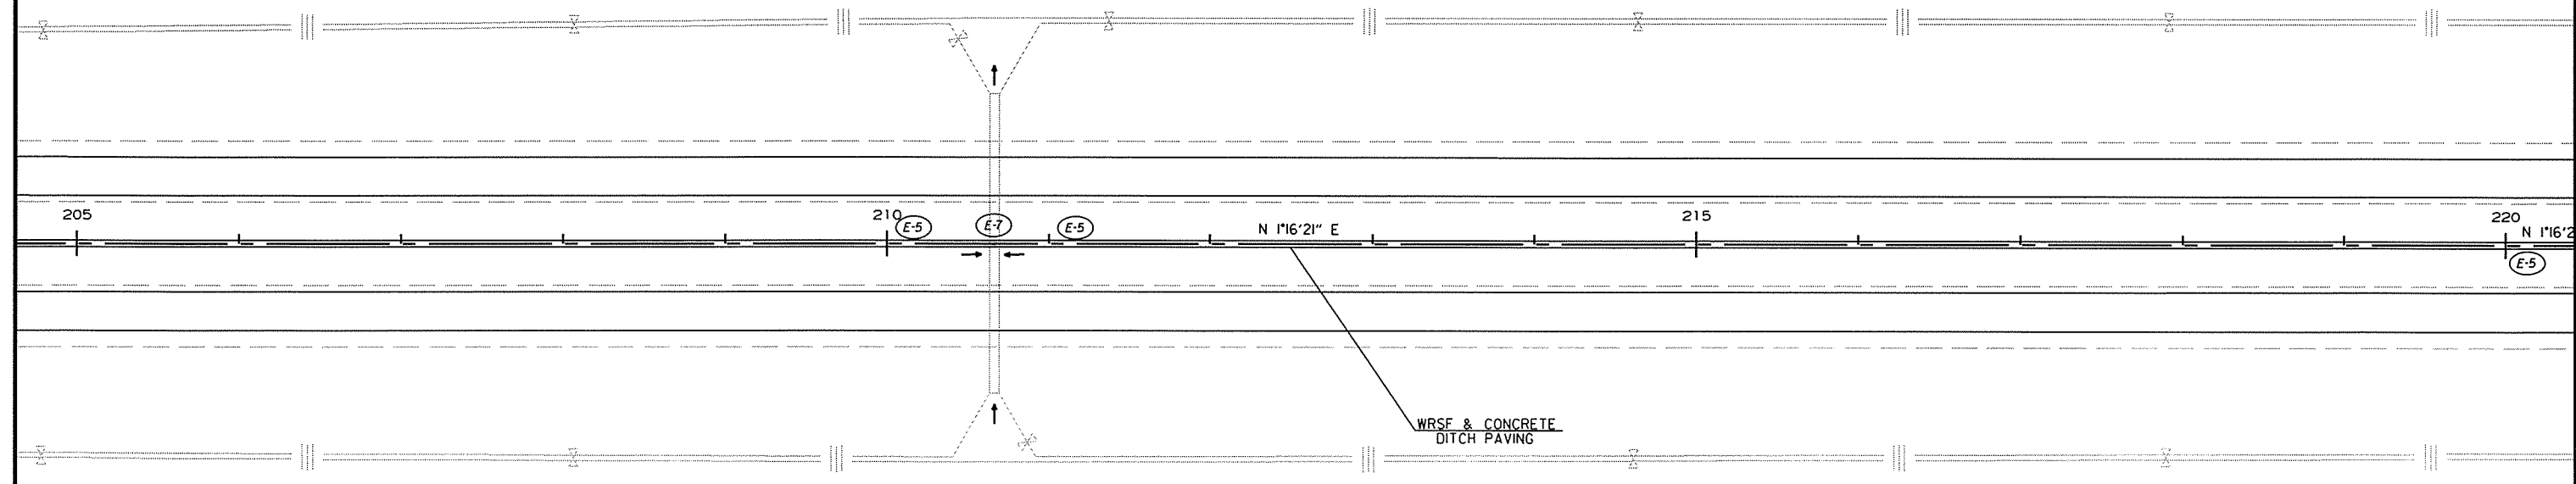 205
210
E-5
E-7
E-5
N 1°16'21" E
215
220
N 1°16'2
E-5
WRSF & CONCRETE
DITCH PAVING